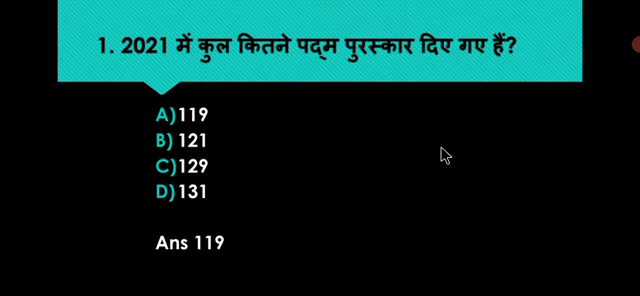 1. 2021 में कुल कितने पद्म पुरस्कार दिए गए हैं?
A) 119
B) 121
C) 129
D) 131
Ans 119